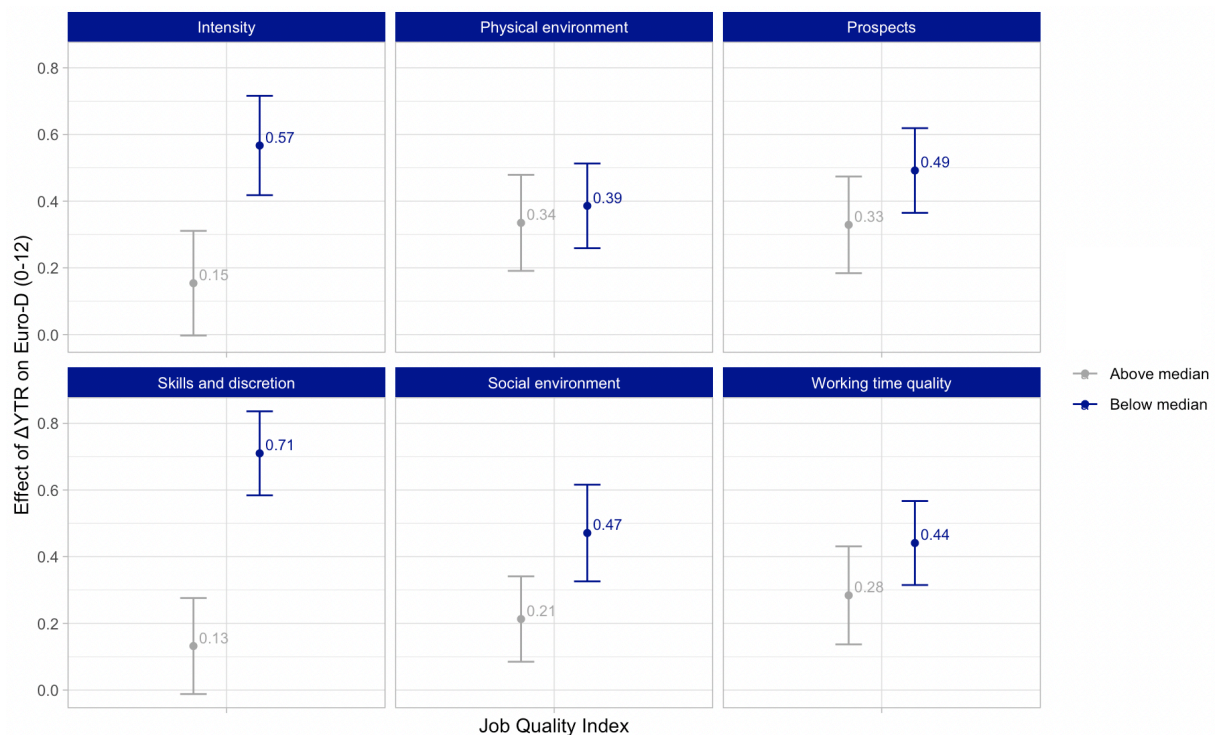 Intensity
Physical environment
Prospects
0.8
0.6
0.4
0.2
0.0
0.57
0.15
0.34
0.39
0.33
0.49
Effect of ΔYTR on Euro-D (0-12)
Skills and discretion
Social environment
Working time quality
0.8
0.6
0.4
0.2
0.0
0.71
0.13
0.21
0.47
0.28
0.44
Job Quality Index
Above median
Below median